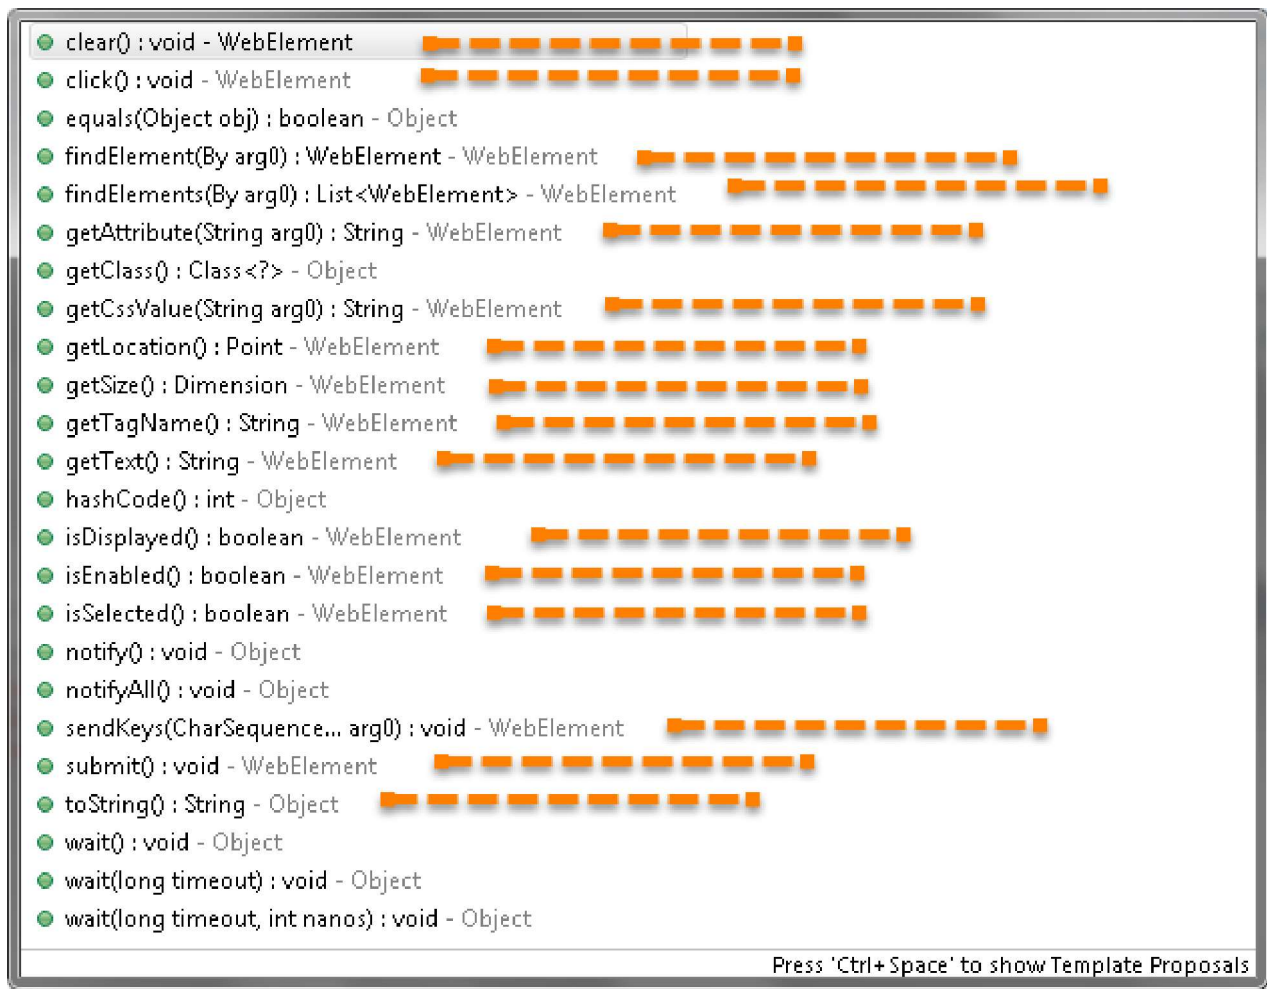 clear() : void - WebElement
click() : void - WebElement
equals(Object obj) : boolean - Object
findElement(By arg0) : WebElement - WebElement
findElements(By arg0) : List<WebElement> - WebElement
getAttribute(String arg0) : String - WebElement
getClass() : Class<?> - Object
getCssValue(String arg0) : String - WebElement
getLocation() : Point - WebElement
getSize() : Dimension - WebElement
getTagName() : String - WebElement
getText() : String - WebElement
hashCode() : int - Object
isDisplayed() : boolean - WebElement
isEnabled() : boolean - WebElement
isSelected() : boolean - WebElement
notify() : void - Object
notifyAll() : void - Object
sendKeys(CharSequence... arg0) : void - WebElement
submit() : void - WebElement
toString() : String - Object
wait() : void - Object
wait(long timeout) : void - Object
wait(long timeout, int nanos) : void - Object
Press 'Ctrl+Space' to show Template Proposals